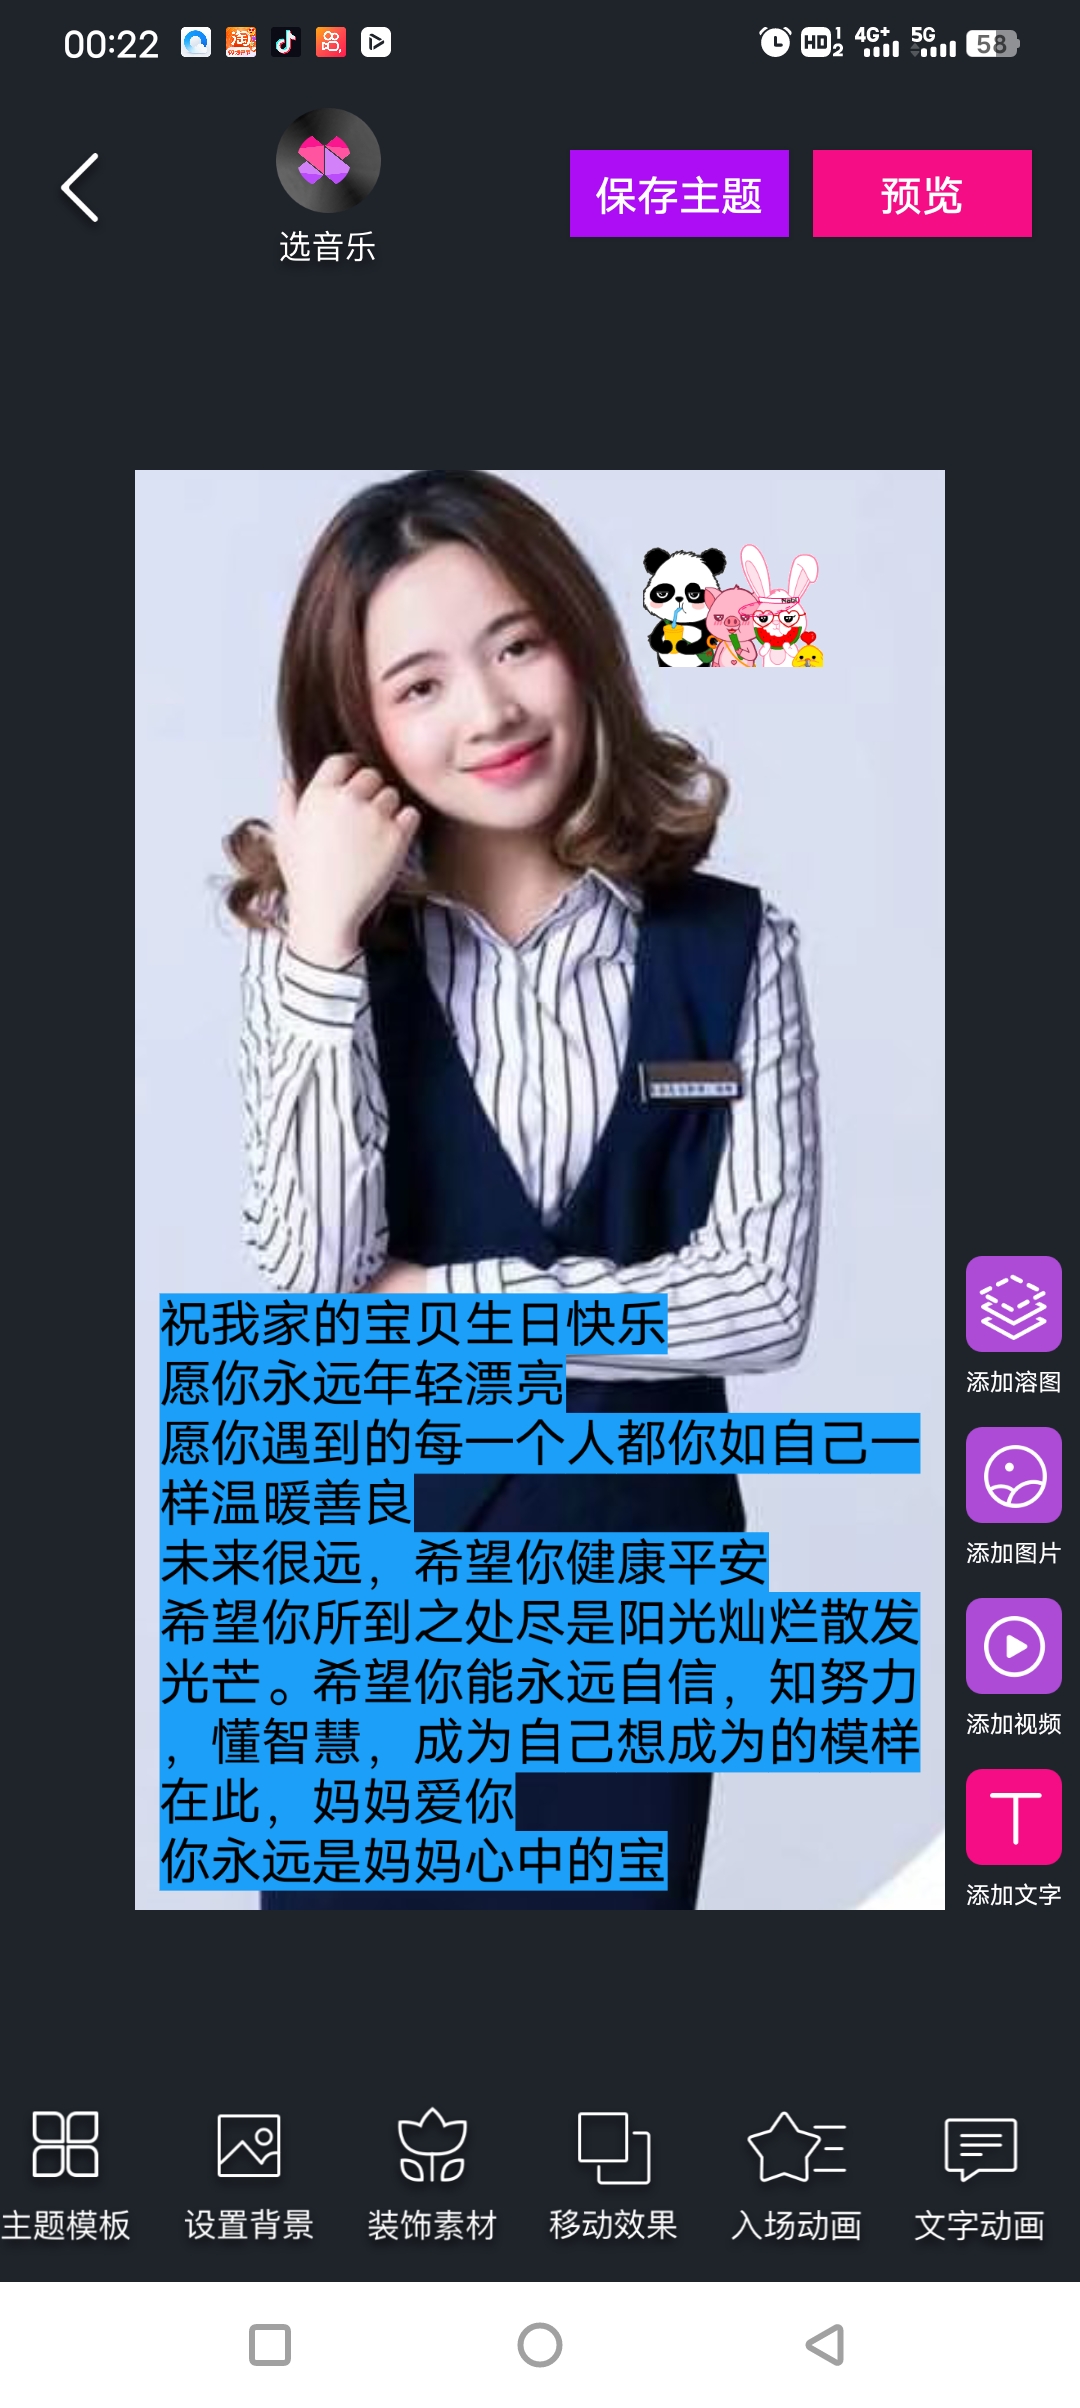 00:22
淘
HD 1 2
4G+
5G
58
选音乐
保存主题
预览
祝我家的宝贝生日快乐
愿你永远年轻漂亮
愿你遇到的每一个人都你如自己一
样温暖善良
未来很远，希望你健康平安
希望你所到之处尽是阳光灿烂散发
光芒。希望你能永远自信，知努力
，懂智慧，成为自己想成为的模样
在此，妈妈爱你
你永远是妈妈心中的宝
添加溶图
添加图片
添加视频
T
添加文字
主题模板
设置背景
装饰素材
移动效果
入场动画
文字动画